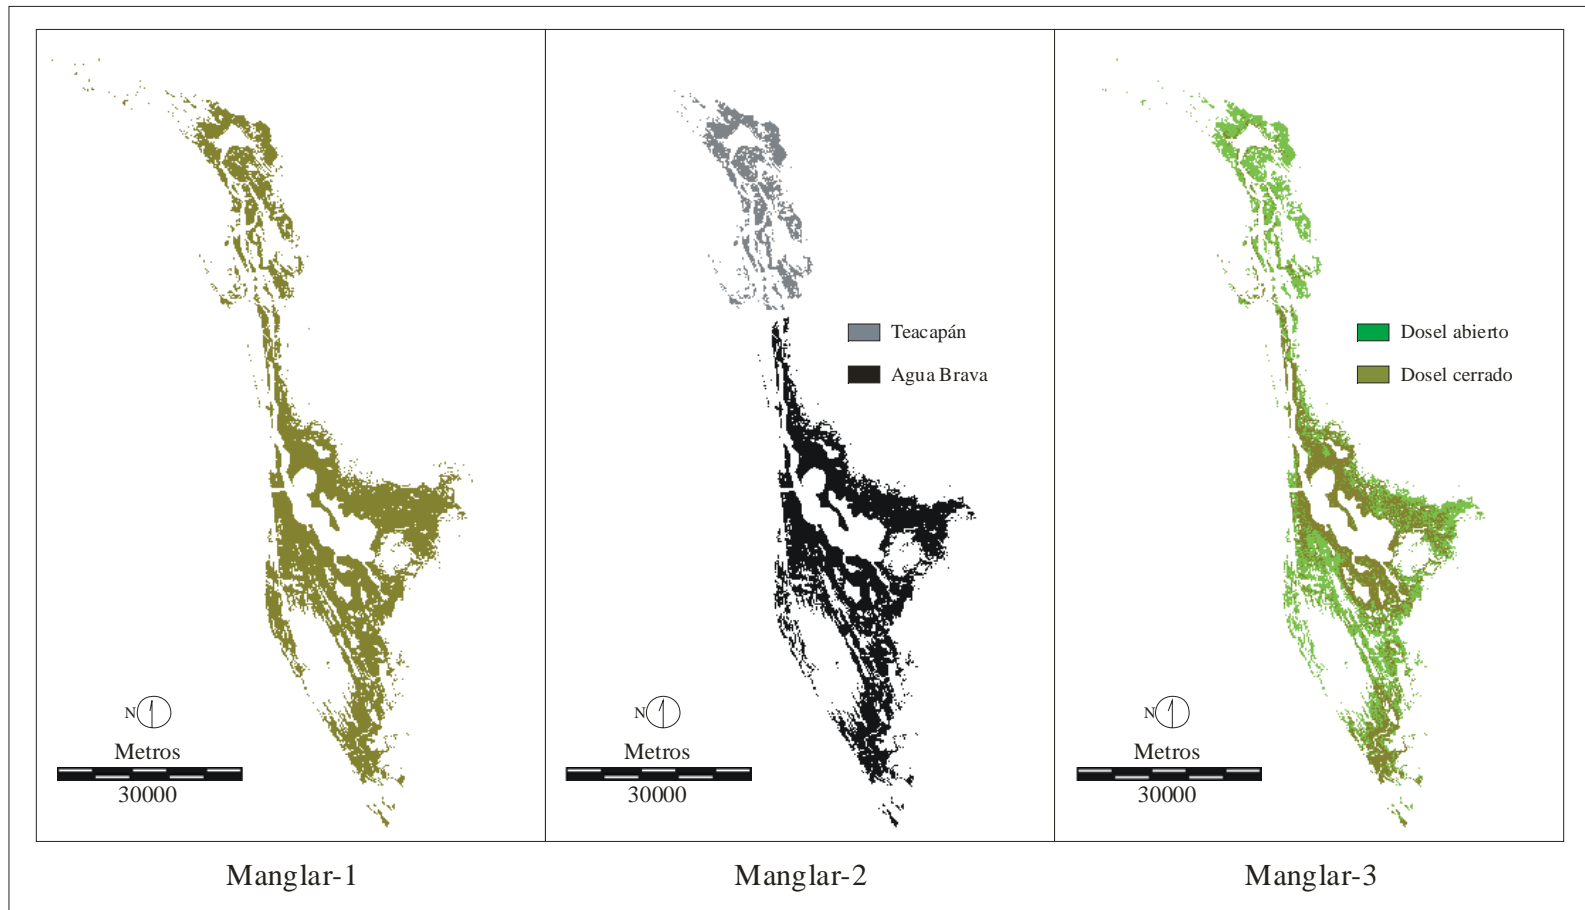 N
Metros
30000
Manglar-1
Teacapán
Agua Brava
N
Metros
30000
Manglar-2
Dosel abierto
Dosel cerrado
N
Metros
30000
Manglar-3